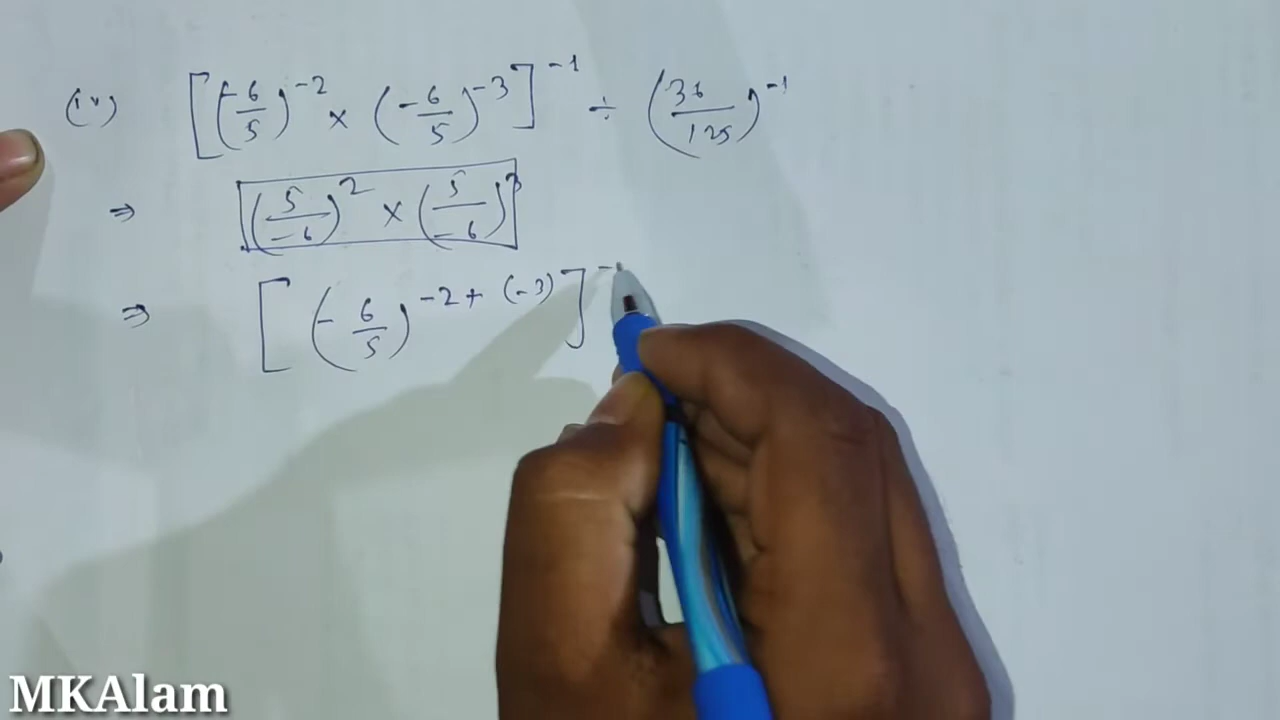 (iv) [(-6/5)^-2 × (-6/5)^-3]^-1 ÷ (36/125)^-1
⇒ (5/-6)^2 × (5/-6)^3
⇒ [(-6/5)^-2 + (-3)]^-
MKAlam